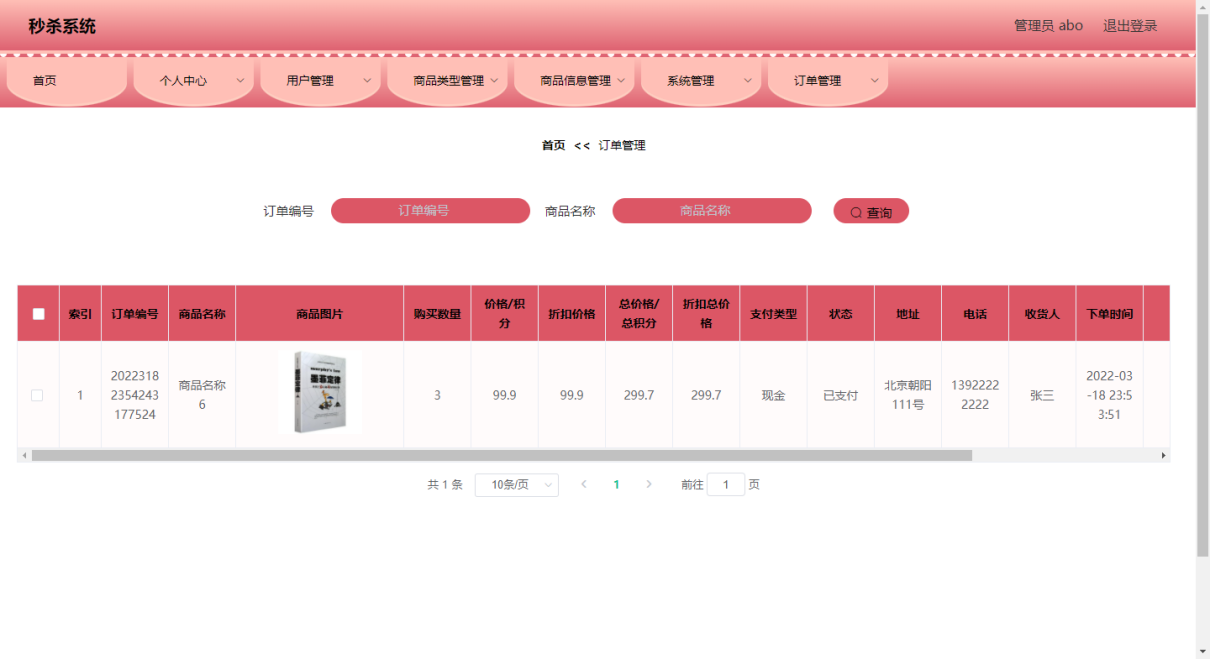 秒杀系统
管理员 abo 退出登录
首页 个人中心 用户管理 商品类型管理 商品信息管理 系统管理 订单管理
首页 << 订单管理
订单编号 订单编号 商品名称 商品名称 查询
索引 订单编号 商品名称 商品图片 购买数量 价格/积分 折扣价格 总价格/总积分 折扣总价格 支付类型 状态 地址 电话 收货人 下单时间
1 20223182354243177524 商品名称6 墨菲定律 3 99.9 99.9 299.7 299.7 现金 已支付 北京朝阳111号 13922222222 张三 2022-03-18 23:53:51
共 1 条 10条/页 1 前往 1 页